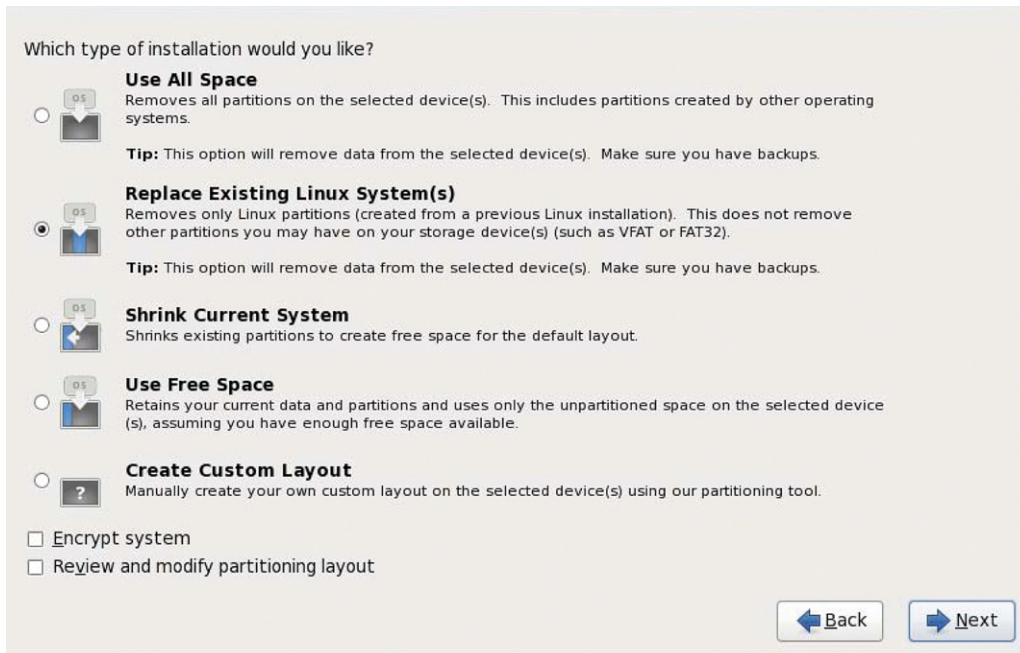 Which type of installation would you like?
OS
Use All Space
Removes all partitions on the selected device(s). This includes partitions created by other operating
systems.
Tip: This option will remove data from the selected device(s). Make sure you have backups.
OS
Replace Existing Linux System(s)
Removes only Linux partitions (created from a previous Linux installation). This does not remove
other partitions you may have on your storage device(s) (such as VFAT or FAT32).
Tip: This option will remove data from the selected device(s). Make sure you have backups.
OS
Shrink Current System
Shrinks existing partitions to create free space for the default layout.
OS
Use Free Space
Retains your current data and partitions and uses only the unpartitioned space on the selected device
(s), assuming you have enough free space available.
?
Create Custom Layout
Manually create your own custom layout on the selected device(s) using our partitioning tool.
Encrypt system
Review and modify partitioning layout
Back
Next